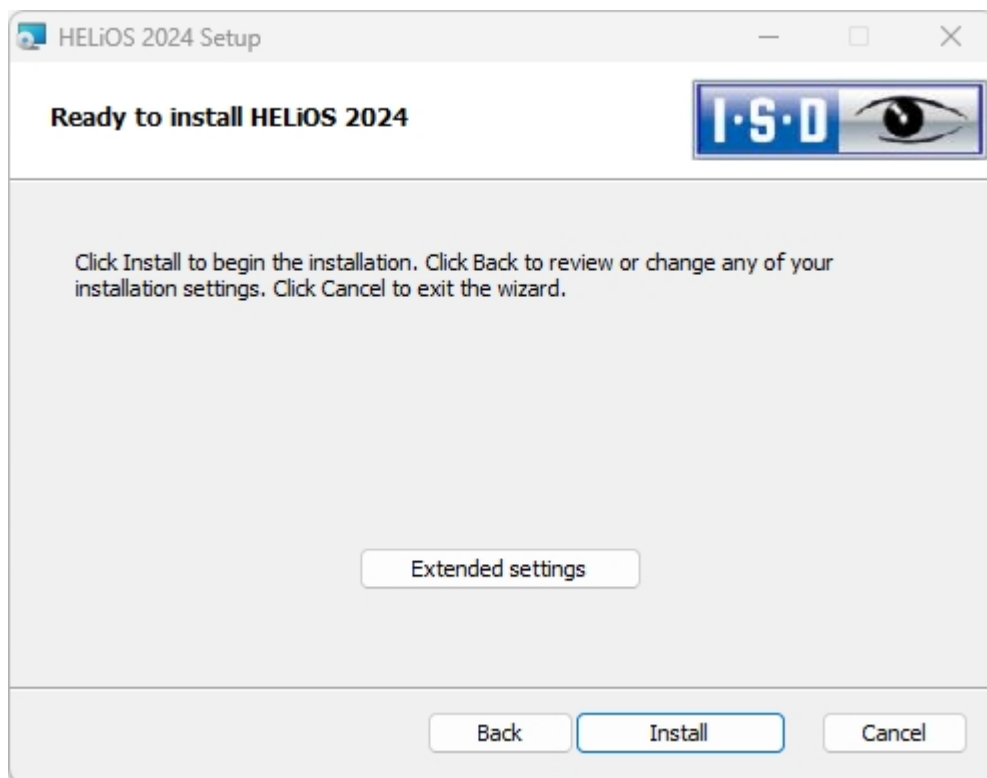 HELiOS 2024 Setup
Ready to install HELiOS 2024
I·S·D
Click Install to begin the installation. Click Back to review or change any of your
installation settings. Click Cancel to exit the wizard.
Extended settings
Back
Install
Cancel